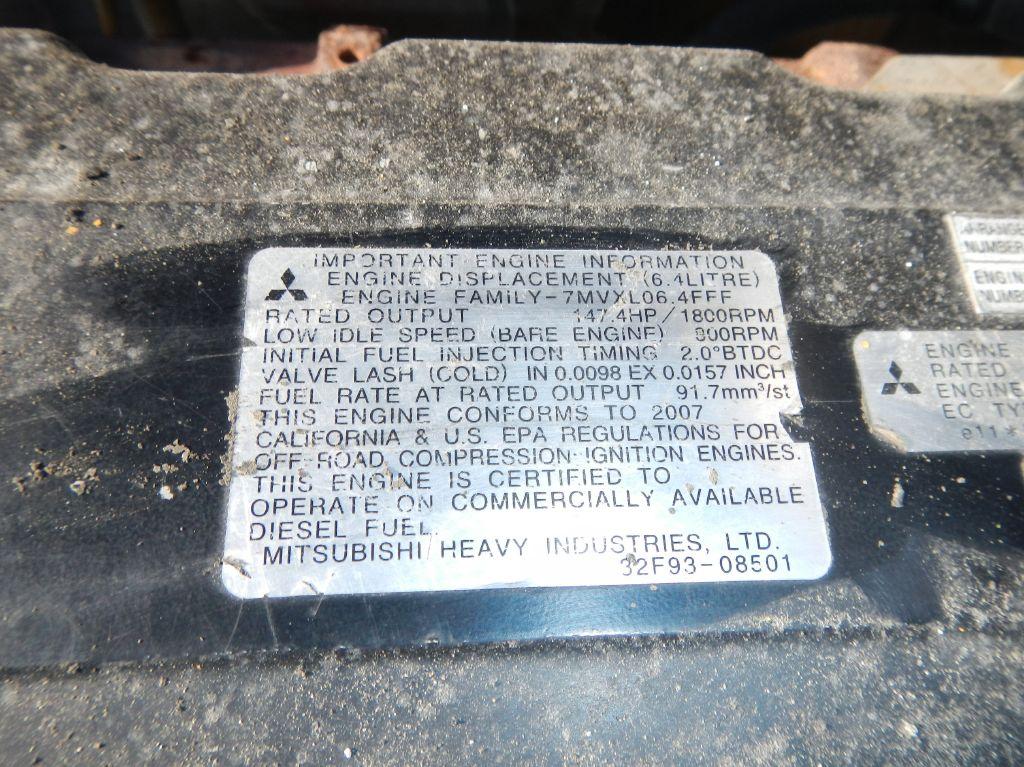 IMPORTANT ENGINE INFORMATION
ENGINE DISPLACEMENT (6.4LITRE)
ENGINE FAMILY-7MVXL06.4FFF
RATED OUTPUT 147.4HP/1800RPM
LOW IDLE SPEED (BARE ENGINE) 800RPM
INITIAL FUEL INJECTION TIMING 2.0°BTDC
VALVE LASH (COLD) IN 0.0098 EX 0.0157 INCH
FUEL RATE AT RATED OUTPUT 91.7mm³/st
THIS ENGINE CONFORMS TO 2007
CALIFORNIA & U.S. EPA REGULATIONS FOR
OFF-ROAD COMPRESSION-IGNITION ENGINES.
THIS ENGINE IS CERTIFIED TO
OPERATE ON COMMERCIALLY AVAILABLE
DIESEL FUEL
MITSUBISHI HEAVY INDUSTRIES, LTD.
32F93-08501
NUMBER
ENGINE
RATED
ENGINE
EC TY
e11*